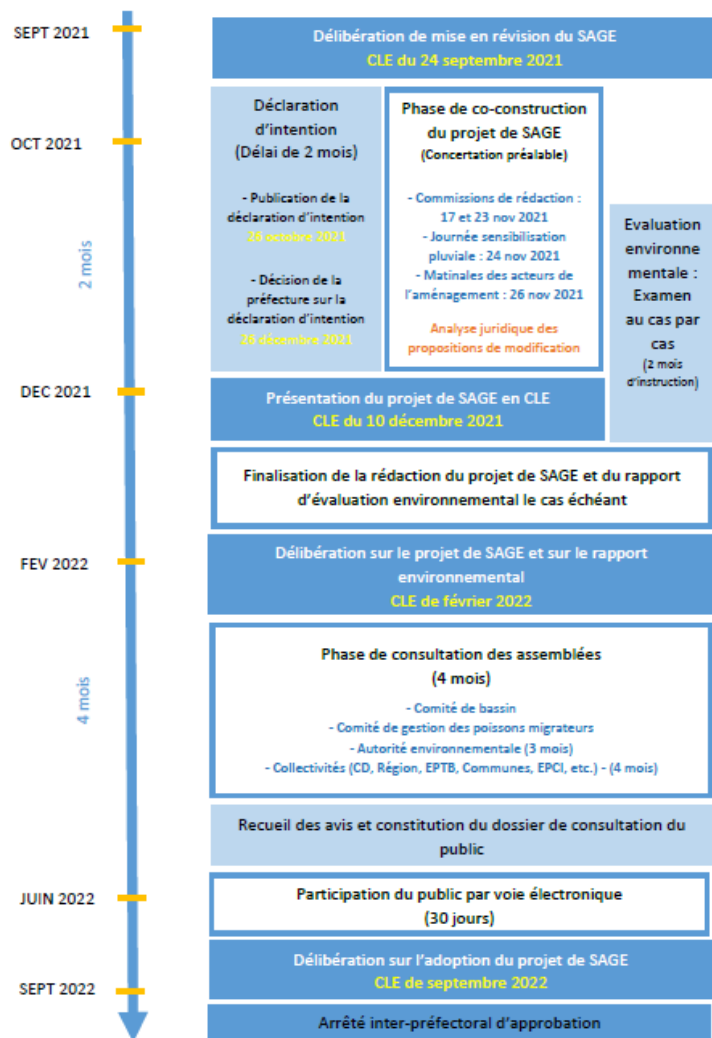 SEPT 2021
Délibération de mise en révision du SAGE
CLE du 24 septembre 2021
OCT 2021
2 mois
Déclaration
d'intention
(Délai de 2 mois)
- Publication de la
déclaration d'intention
26 octobre 2021
- Décision de la
préfecture sur la
déclaration d'intention
26 décembre 2021
Phase de co-construction
du projet de SAGE
(Concertation préalable)
- Commissions de rédaction :
17 et 23 nov 2021
- Journée sensibilisation
pluviale : 24 nov 2021
- Matinales des acteurs de
l'aménagement : 26 nov 2021
Analyse juridique des
propositions de modification
Evaluation
environne
mentale :
Examen
au cas par
cas
(2 mois
d'instruction)
DEC 2021
Présentation du projet de SAGE en CLE
CLE du 10 décembre 2021
Finalisation de la rédaction du projet de SAGE et du rapport
d'évaluation environnemental le cas échéant
FEV 2022
Délibération sur le projet de SAGE et sur le rapport
environnemental
CLE de février 2022
4 mois
Phase de consultation des assemblées
(4 mois)
- Comité de bassin
- Comité de gestion des poissons migrateurs
- Autorité environnementale (3 mois)
- Collectivités (CD, Région, EPTB, Communes, EPCI, etc.) - (4 mois)
Recueil des avis et constitution du dossier de consultation du
public
JUIN 2022
Participation du public par voie électronique
(30 jours)
Délibération sur l'adoption du projet de SAGE
CLE de septembre 2022
SEPT 2022
Arrêté inter-préfectoral d'approbation